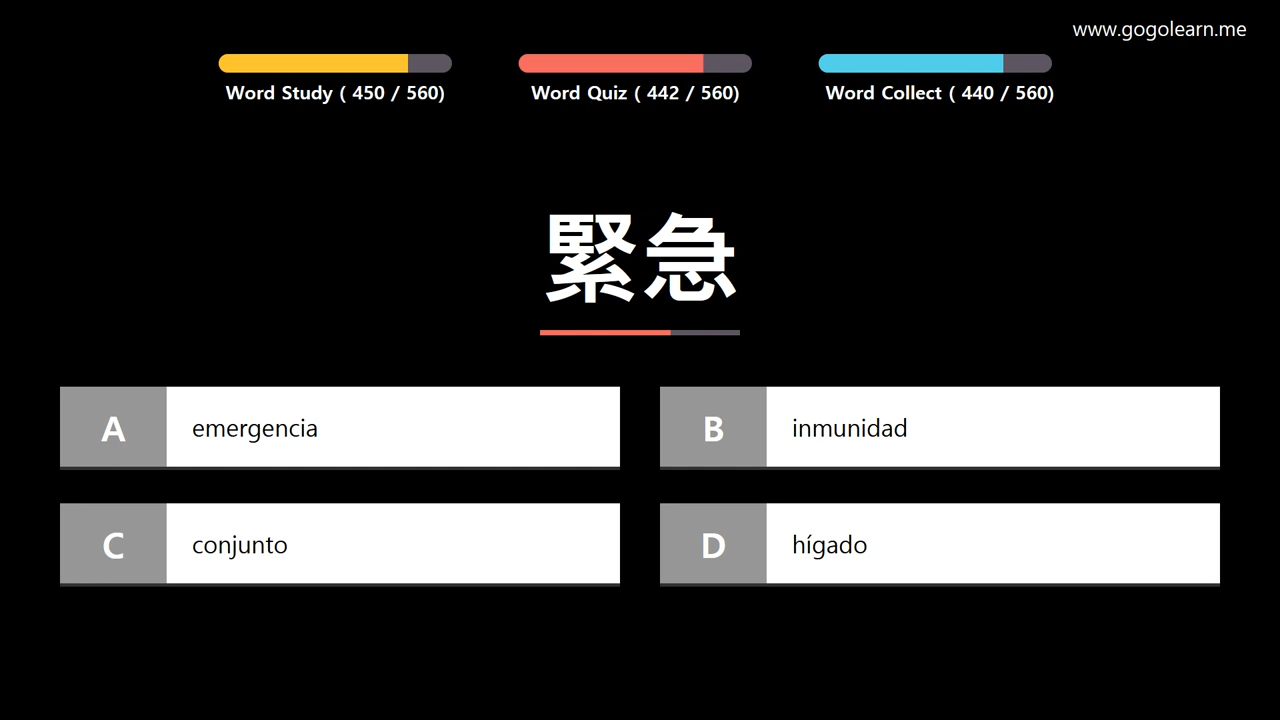 www.gogolearn.me
Word Study ( 450 / 560)
Word Quiz ( 442 / 560)
Word Collect ( 440 / 560)
緊急
A emergencia
B inmunidad
C conjunto
D hígado